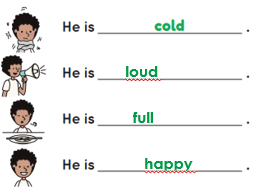 He is cold .
He is loud .
He is full .
He is happy .